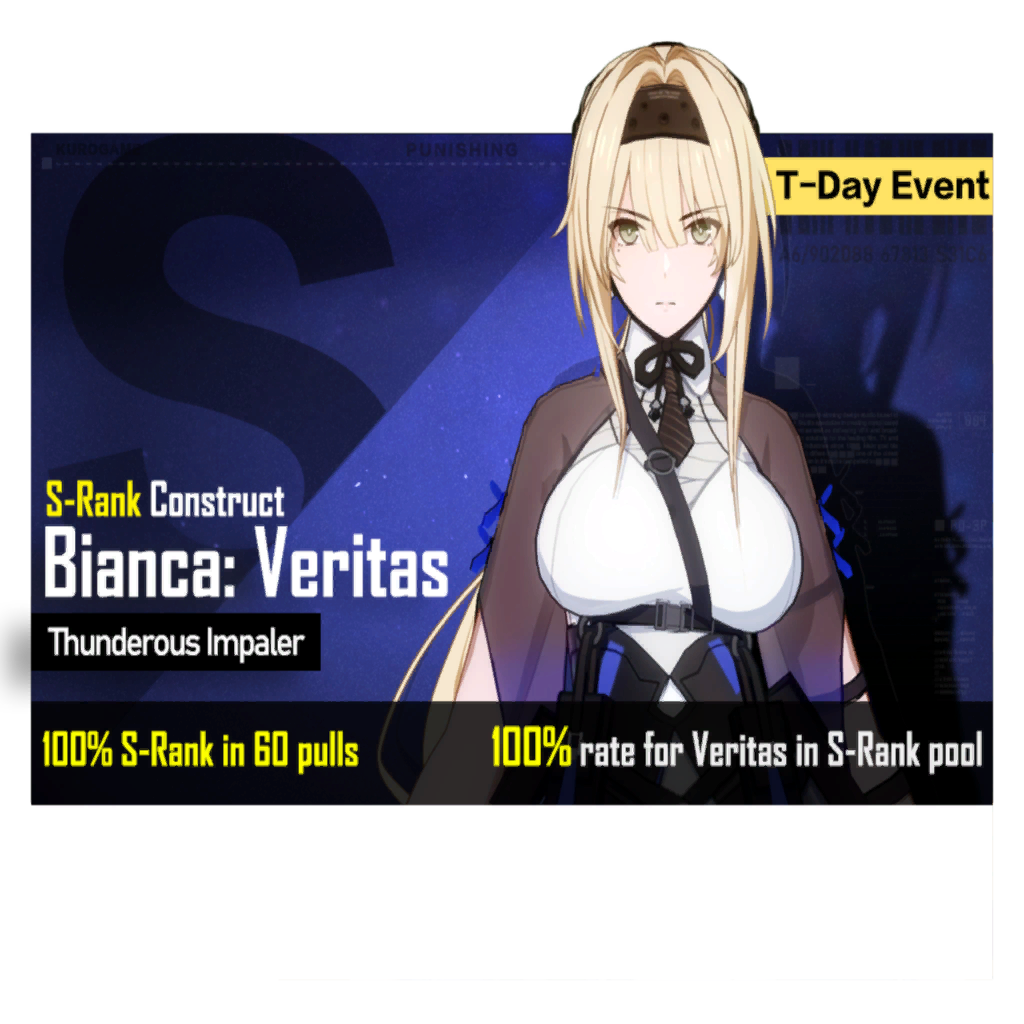 KUROGAME
PUNISHING
T-Day Event
S-Rank Construct
Bianca: Veritas
Thunderous Impaler
100% S-Rank in 60 pulls
100% rate for Veritas in S-Rank pool